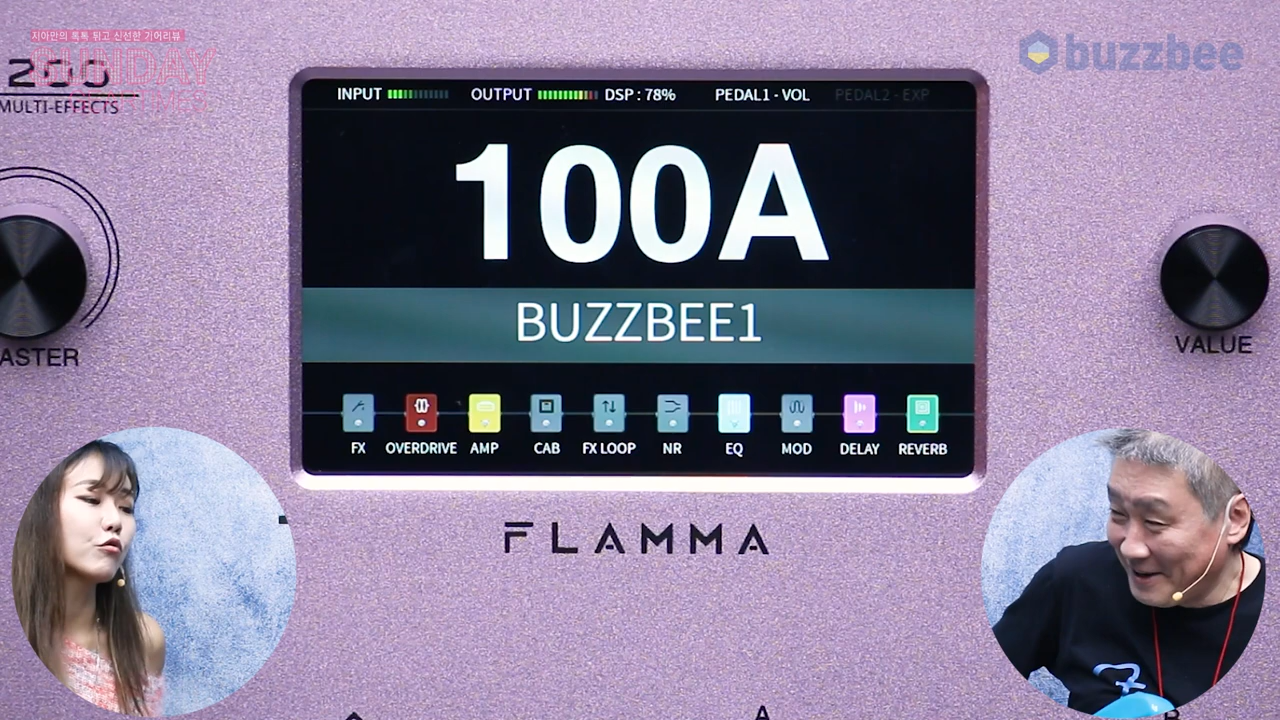 지아만의 톡톡 튀고 신선한 기어리뷰
buzzbee
200
MULTI-EFFECTS
INPUT OUTPUT DSP : 78% PEDAL1 - VOL PEDAL2 - EXP
100A
BUZZBEE1
MASTER
VALUE
FX OVERDRIVE AMP CAB FX LOOP NR EQ MOD DELAY REVERB
FLAMMA
A
B